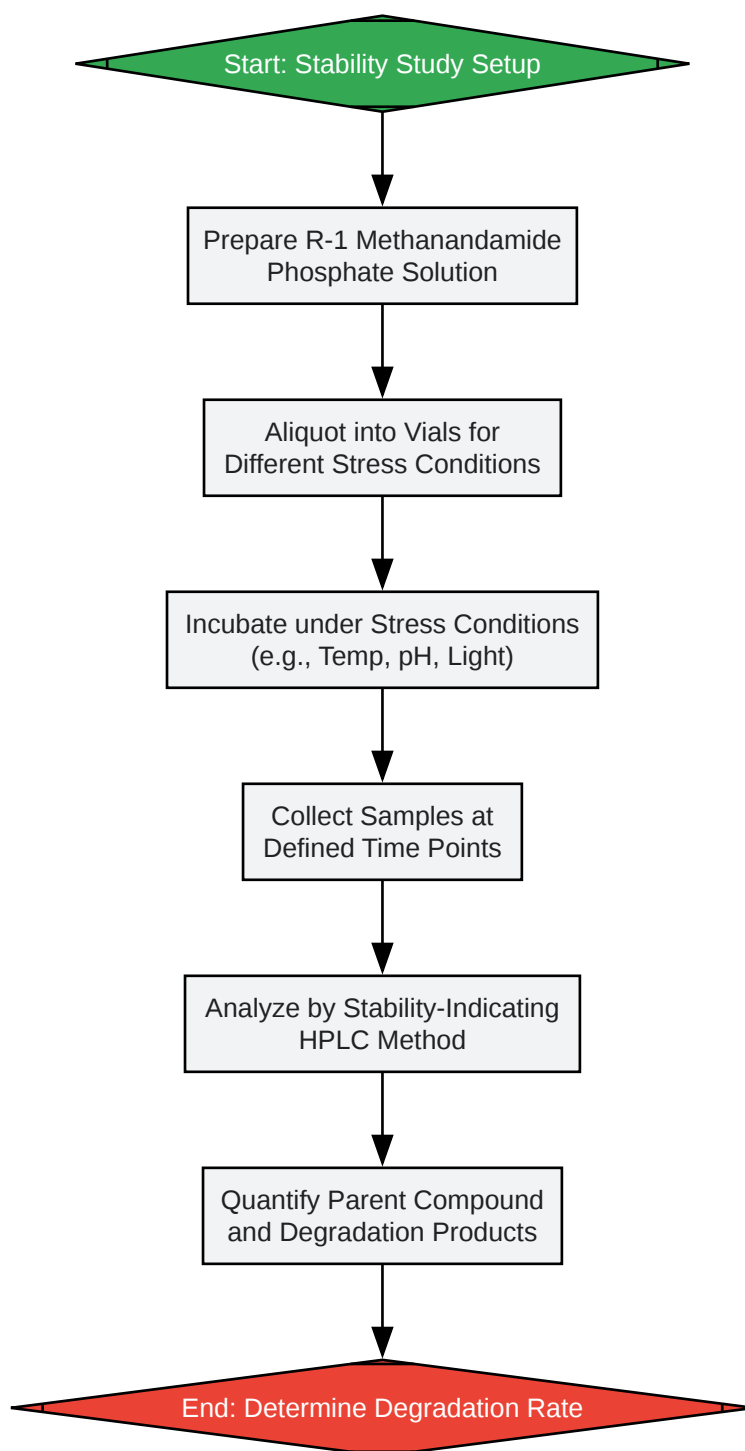 Start: Stability Study Setup
Prepare R-1 Methanandamide
Phosphate Solution
Aliquot into Vials for
Different Stress Conditions
Incubate under Stress Conditions
(e.g., Temp, pH, Light)
Collect Samples at
Defined Time Points
Analyze by Stability-Indicating
HPLC Method
Quantify Parent Compound
and Degradation Products
End: Determine Degradation Rate